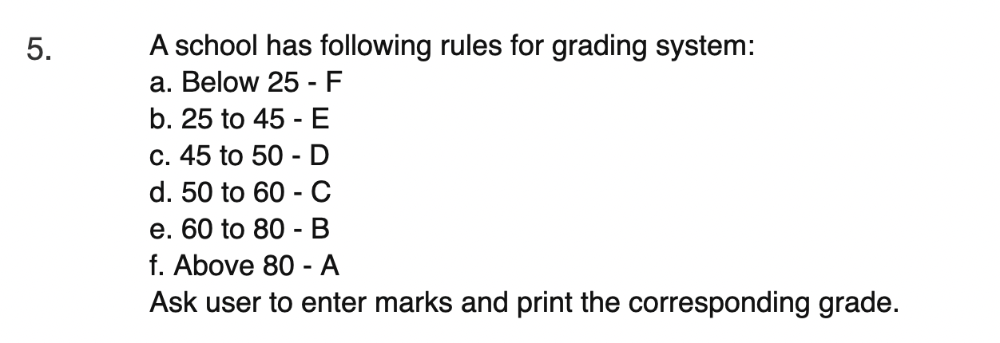 5. A school has following rules for grading system:
a. Below 25 - F
b. 25 to 45 - E
c. 45 to 50 - D
d. 50 to 60 - C
e. 60 to 80 - B
f. Above 80 - A
Ask user to enter marks and print the corresponding grade.